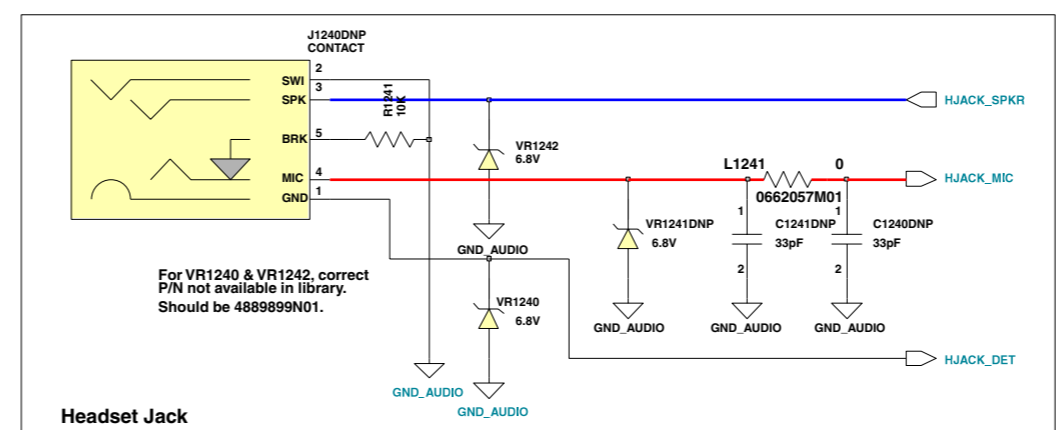 J1240DNP
CONTACT
2
SWI
3
SPK
R1241
10K
HJACK_SPKR
5
BRK
VR1242
6.8V
4
MIC
L1241
0
HJACK_MIC
1
GND
0662057M01
1
1
VR1241DNP
6.8V
C1241DNP
33pF
C1240DNP
33pF
GND_AUDIO
2
2
For VR1240 & VR1242, correct
P/N not available in library.
Should be 4889899N01.
VR1240
6.8V
GND_AUDIO
GND_AUDIO
GND_AUDIO
HJACK_DET
GND_AUDIO
GND_AUDIO
Headset Jack